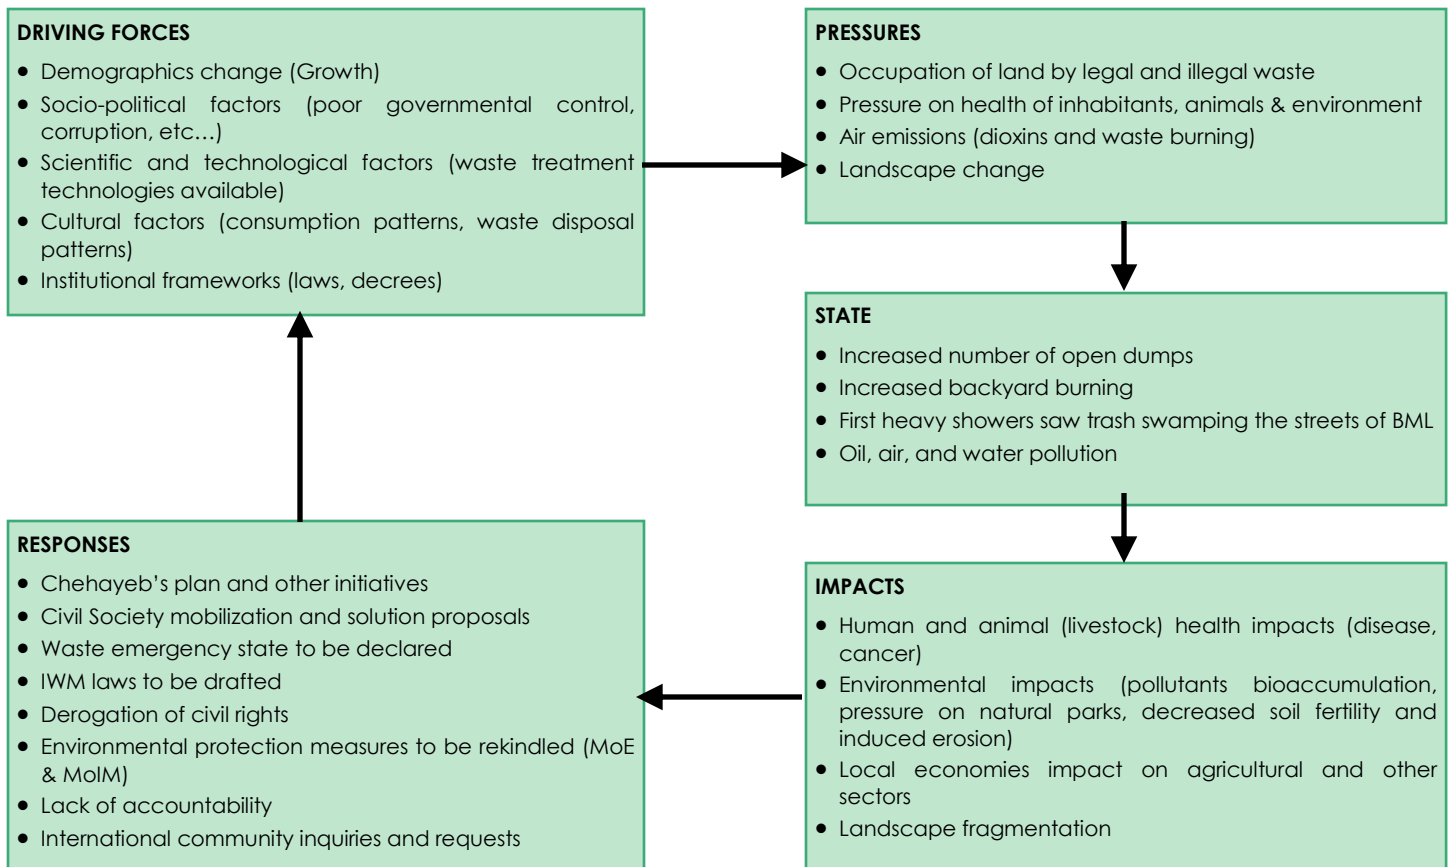 DRIVING FORCES
• Demographics change (Growth)
• Socio-political factors (poor governmental control,
corruption, etc…)
• Scientific and technological factors (waste treatment
technologies available)
• Cultural factors (consumption patterns, waste disposal
patterns)
• Institutional frameworks (laws, decrees)
PRESSURES
• Occupation of land by legal and illegal waste
• Pressure on health of inhabitants, animals & environment
• Air emissions (dioxins and waste burning)
• Landscape change
STATE
• Increased number of open dumps
• Increased backyard burning
• First heavy showers saw trash swamping the streets of BML
• Oil, air, and water pollution
IMPACTS
• Human and animal (livestock) health impacts (disease,
cancer)
• Environmental impacts (pollutants bioaccumulation,
pressure on natural parks, decreased soil fertility and
induced erosion)
• Local economies impact on agricultural and other
sectors
• Landscape fragmentation
RESPONSES
• Chehayeb’s plan and other initiatives
• Civil Society mobilization and solution proposals
• Waste emergency state to be declared
• IWM laws to be drafted
• Derogation of civil rights
• Environmental protection measures to be rekindled (MoE
& MoIM)
• Lack of accountability
• International community inquiries and requests